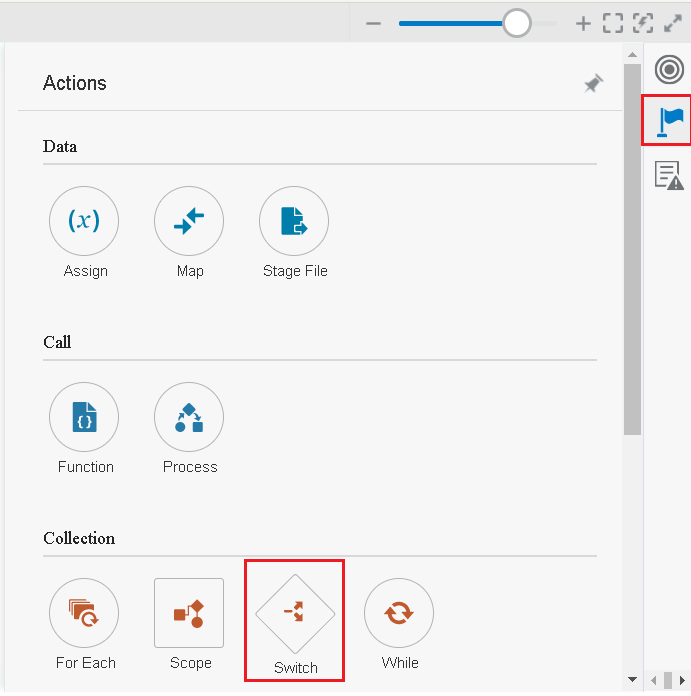 Actions
Data
(x)
Assign Map Stage File
Call
{}
Function Process
Collection
For Each Scope Switch While